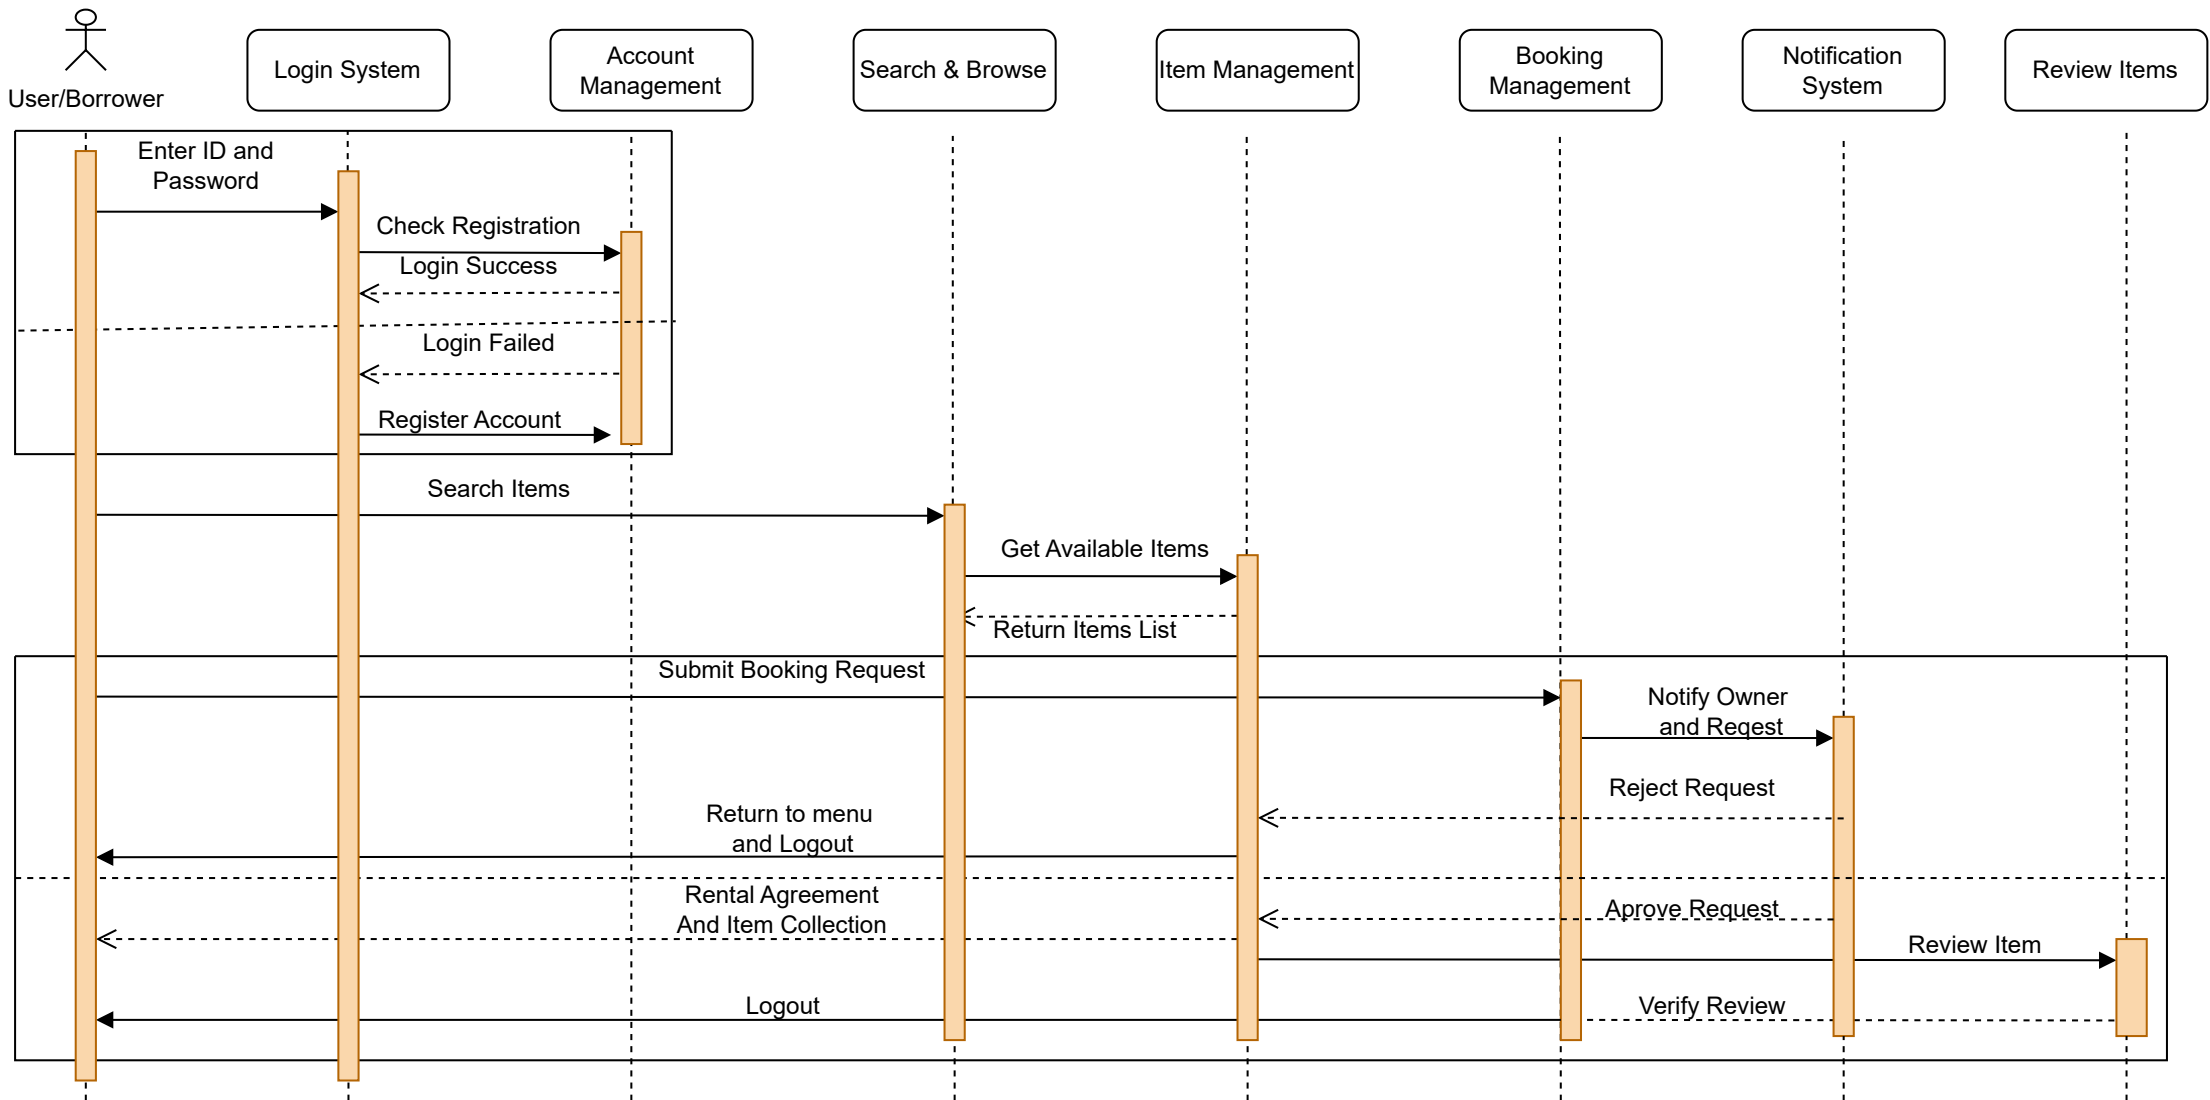 User/Borrower
Login System
Account
Management
Search & Browse
Item Management
Booking
Management
Notification
System
Review Items
Enter ID and
Password
Check Registration
Login Success
Login Failed
Register Account
Search Items
Get Available Items
Return Items List
Submit Booking Request
Notify Owner
and Reqest
Reject Request
Return to menu
and Logout
Rental Agreement
And Item Collection
Aprove Request
Review Item
Logout
Verify Review